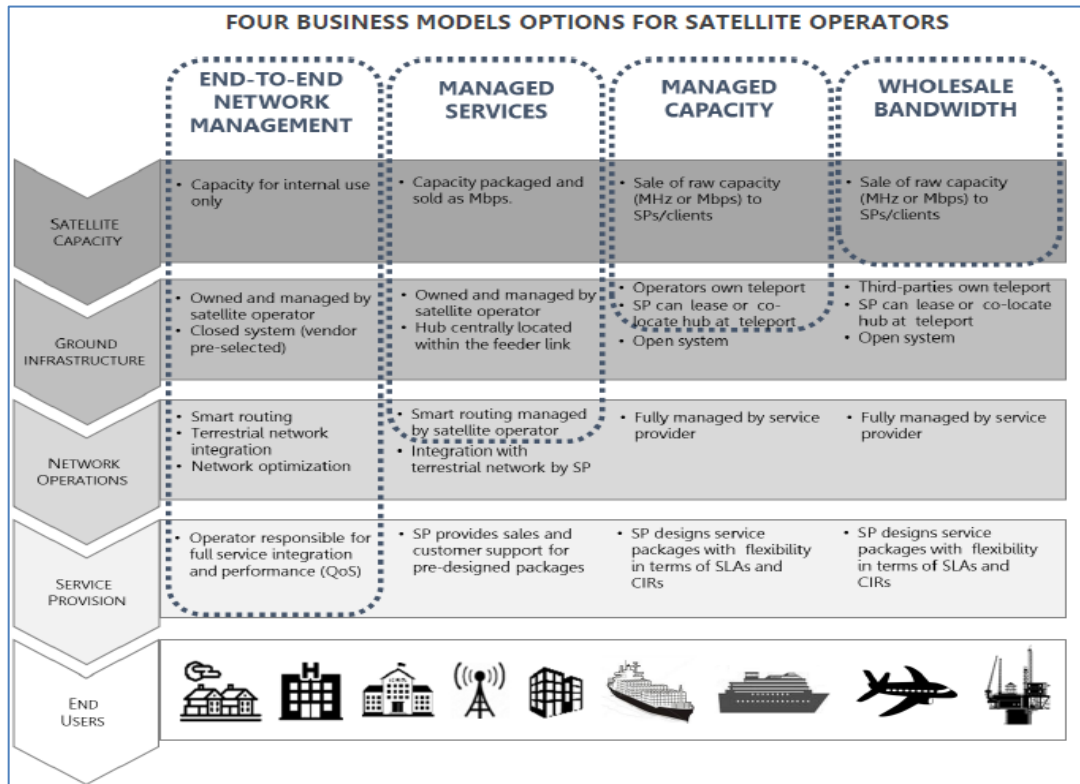 FOUR BUSINESS MODELS OPTIONS FOR SATELLITE OPERATORS
END-TO-END
NETWORK
MANAGEMENT
MANAGED
SERVICES
MANAGED
CAPACITY
WHOLESALE
BANDWIDTH
SATELLITE
CAPACITY
• Capacity for internal use
only
• Capacity packaged and
sold as Mbps.
• Sale of raw capacity
(MHz or Mbps) to
SPs/clients
• Sale of raw capacity
(MHz or Mbps) to
SPs/clients
GROUND
INFRASTRUCTURE
• Owned and managed by
satellite operator
• Closed system (vendor
pre-selected)
• Owned and managed by
satellite operator
• Hub centrally located
within the feeder link
• Operators own teleport
• SP can lease or co-
locate hub at teleport
• Open system
• Third-parties own teleport
• SP can lease or co-locate
hub at teleport
• Open system
NETWORK
OPERATIONS
• Smart routing
• Terrestrial network
integration
• Network optimization
• Smart routing managed
by satellite operator
• Integration with
terrestrial network by SP
• Fully managed by service
provider
• Fully managed by service
provider
SERVICE
PROVISION
• Operator responsible for
full service integration
and performance (QoS)
• SP provides sales and
customer support for
pre-designed packages
• SP designs service
packages with flexibility
in terms of SLAs and
CIRs
• SP designs service
packages with flexibility
in terms of SLAs and
CIRs
END
USERS
H